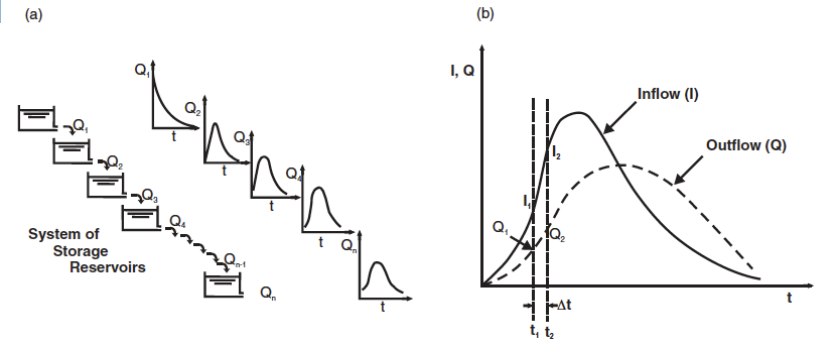 (a)
Q₁
t
Q₂
t
Q₃
t
Q₄
t
Qₙ
t
Q₁
Q₂
Q₃
Q₄
Qₙ₋₁
Qₙ
System of
Storage
Reservoirs
(b)
I, Q
Inflow (I)
Outflow (Q)
I₂
I₁
Q₁
Q₂
Δt
t
t₁ t₂